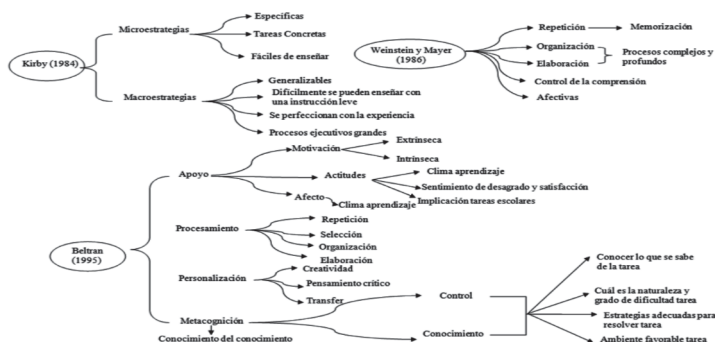 Kirby (1984)
Microestrategias
Específicas
Tareas Concretas
Fáciles de enseñar
Macroestrategias
Generalizables
Difícilmente se pueden enseñar con
una instrucción leve
Se perfeccionan con la experiencia
Procesos ejecutivos grandes
Weinstein y Mayer
(1986)
Repetición
Memorización
Organización
Elaboración
Procesos complejos y
profundos
Control de la comprensión
Afectivas
Beltran
(1995)
Apoyo
Motivación
Extrínseca
Intrínseca
Actitudes
Clima aprendizaje
Sentimiento de desagrado y satisfacción
Implicación tareas escolares
Afecto
Clima aprendizaje
Procesamiento
Repetición
Selección
Organización
Elaboración
Personalización
Creatividad
Pensamiento crítico
Transfer
Metacognición
Conocimiento del conocimiento
Control
Conocimiento
Conocer lo que se sabe
de la tarea
Cuál es la naturaleza y
grado de dificultad tarea
Estrategias adecuadas para
resolver tarea
Ambiente favorable tarea